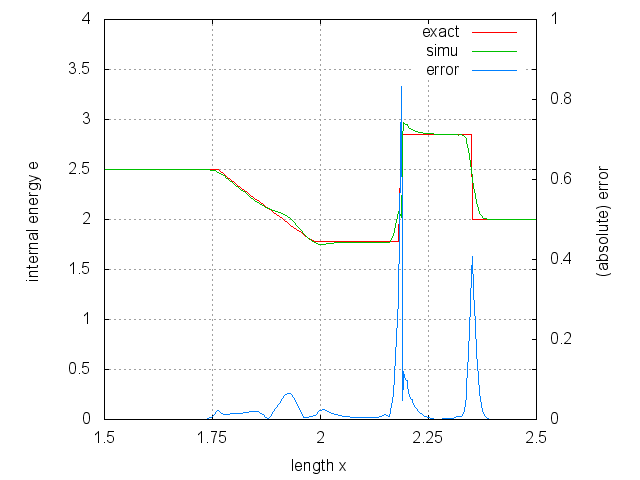 4
3.5
3
2.5
2
1.5
1
0.5
0
1
0.8
0.6
0.4
0.2
0
1.5 1.75 2 2.25 2.5
internal energy e
(absolute) error
length x
exact
simu
error